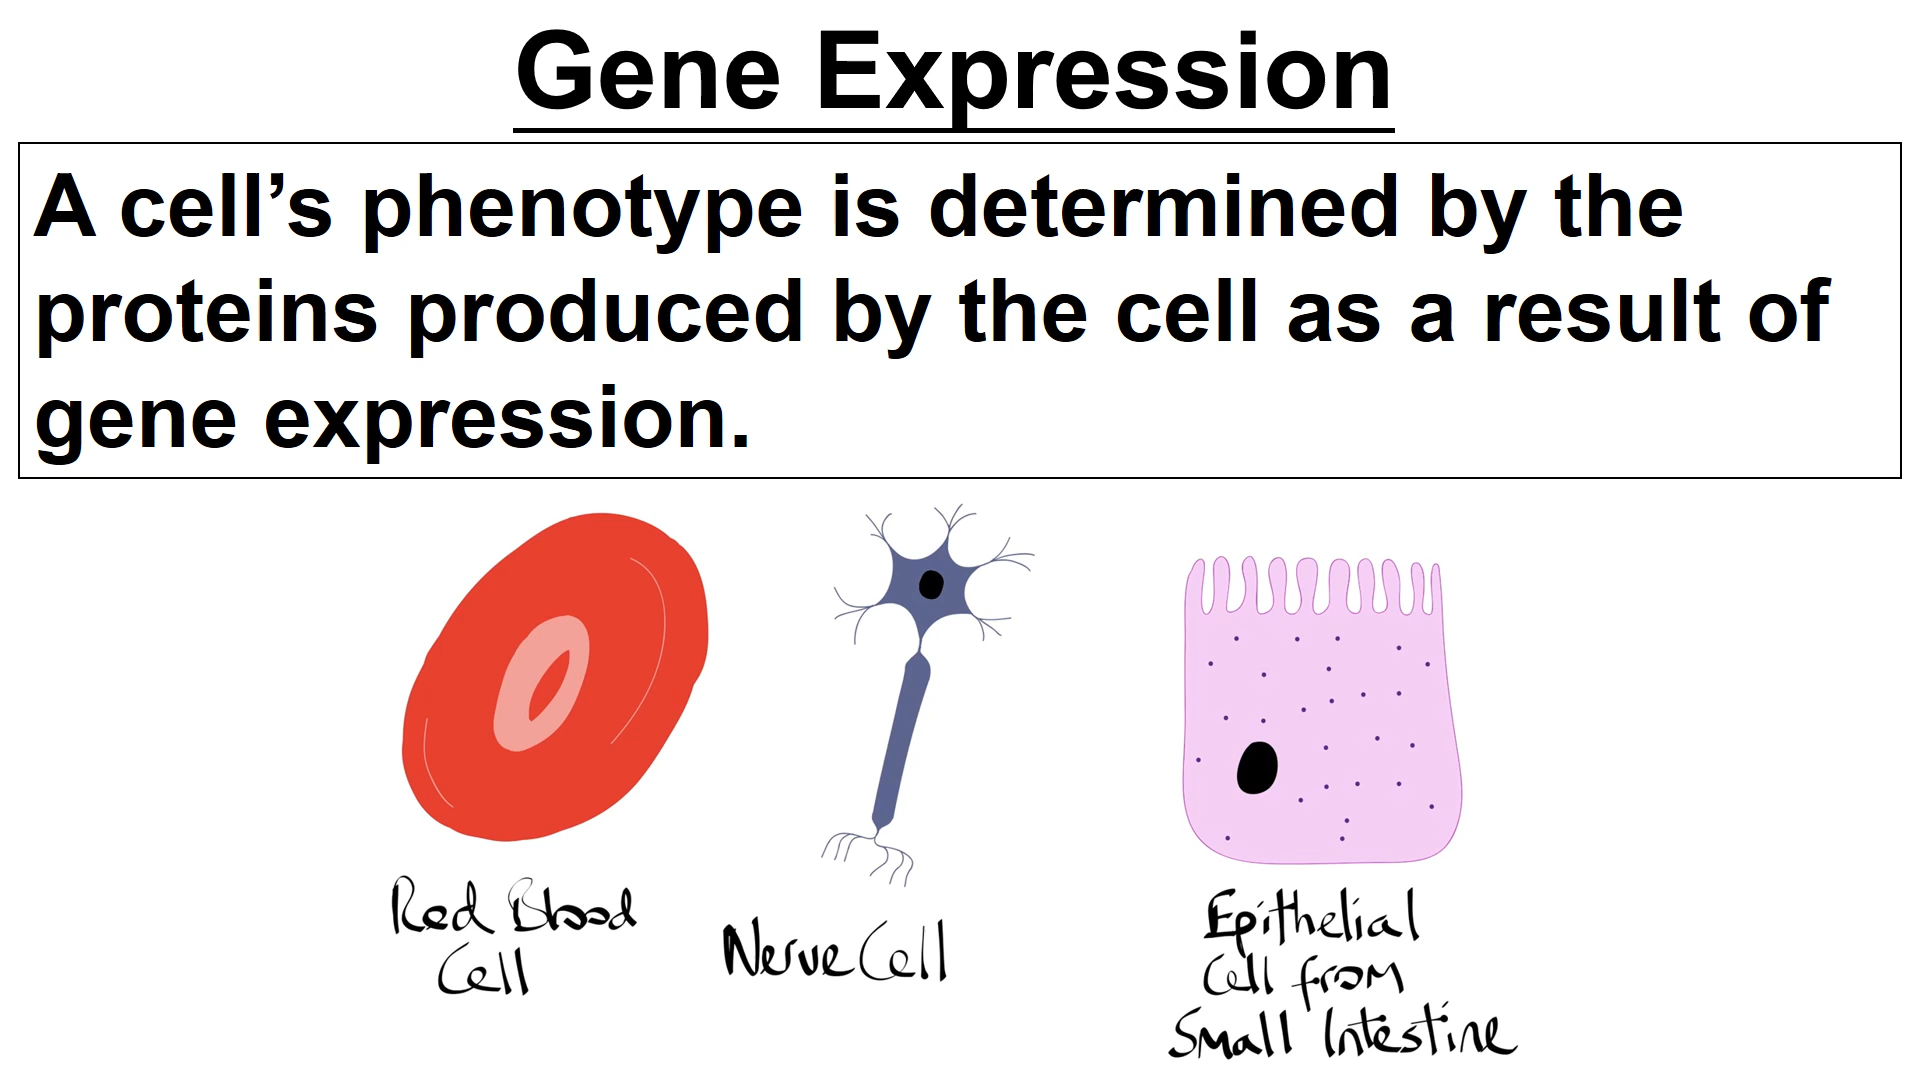 Gene Expression
A cell’s phenotype is determined by the
proteins produced by the cell as a result of
gene expression.
Red Blood
Cell
Nerve Cell
Epithelial
Cell from
Small Intestine